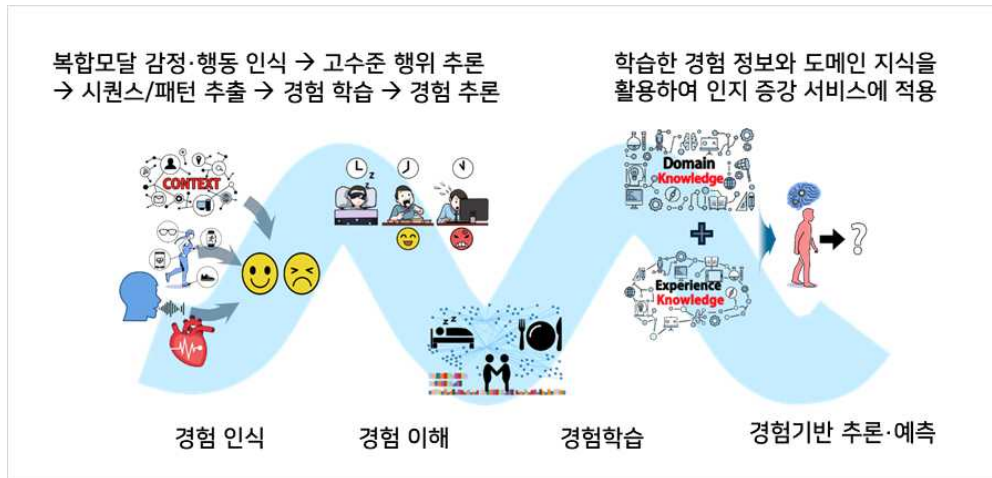 복합모달 감정·행동 인식 → 고수준 행위 추론
→ 시퀀스/패턴 추출 → 경험 학습 → 경험 추론
학습한 경험 정보와 도메인 지식을
활용하여 인지 증강 서비스에 적용
CONTEXT
z z
Domain
Knowledge
Experience
Knowledge
?
z z
경험 인식
경험 이해
경험학습
경험기반 추론·예측